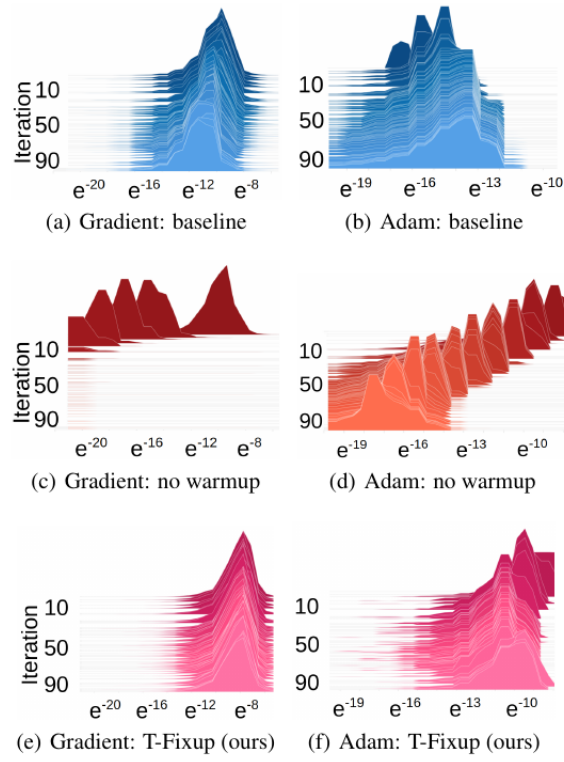 Iteration
10
50
90
e-20 e-16 e-12 e-8
(a) Gradient: baseline
10
50
90
e-19 e-16 e-13 e-10
(b) Adam: baseline
Iteration
10
50
90
e-20 e-16 e-12 e-8
(c) Gradient: no warmup
10
50
90
e-19 e-16 e-13 e-10
(d) Adam: no warmup
Iteration
10
50
90
e-20 e-16 e-12 e-8
(e) Gradient: T-Fixup (ours)
10
50
90
e-19 e-16 e-13 e-10
(f) Adam: T-Fixup (ours)